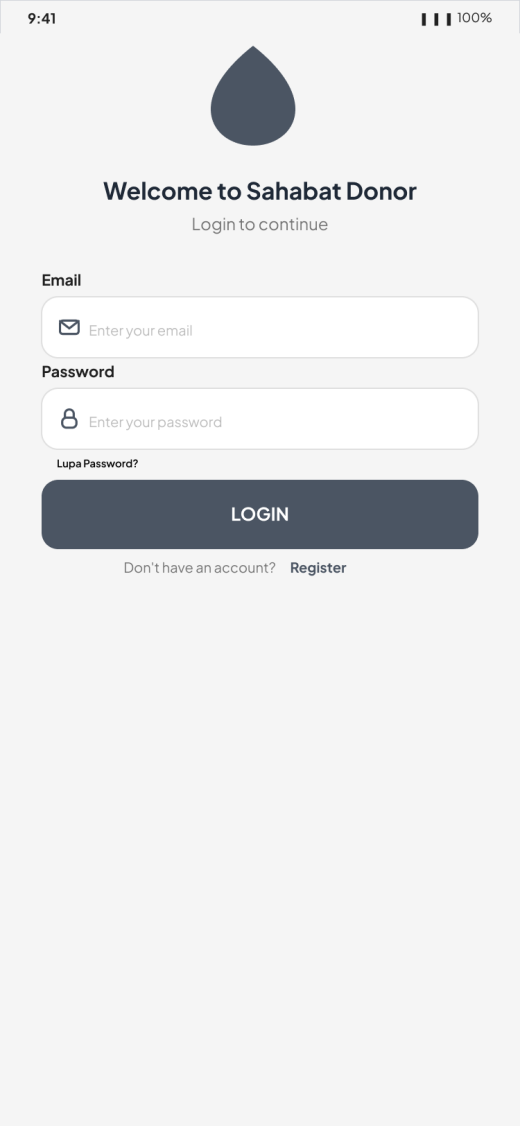 9:41
❚ ❚ ❚ 100%
Welcome to Sahabat Donor
Login to continue
Email
Enter your email
Password
Enter your password
Lupa Password?
LOGIN
Don't have an account? Register